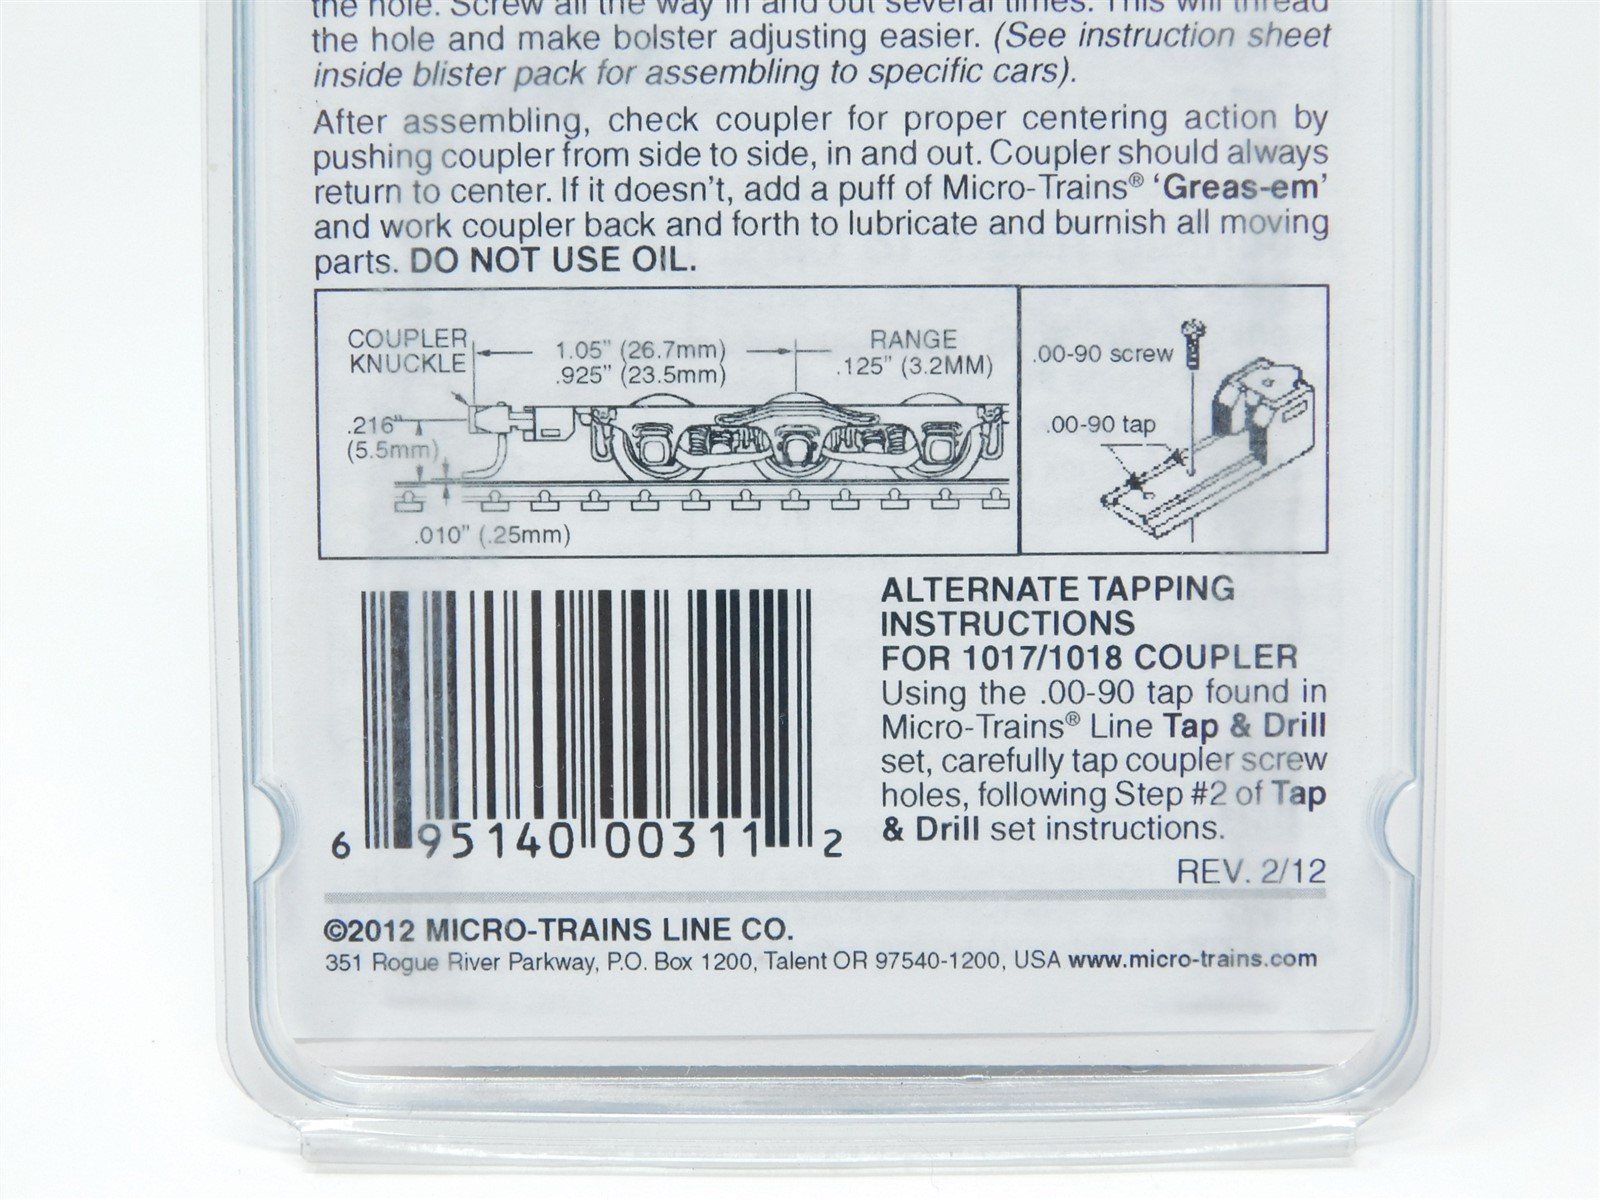 the hole. Screw all the way in and out several times. This will thread
the hole and make bolster adjusting easier. (See instruction sheet
inside blister pack for assembling to specific cars).
After assembling, check coupler for proper centering action by
pushing coupler from side to side, in and out. Coupler should always
return to center. If it doesn't, add a puff of Micro-Trains® ‘Greas-em’
and work coupler back and forth to lubricate and burnish all moving
parts. DO NOT USE OIL.
COUPLER
KNUCKLE
1.05" (26.7mm)
.925" (23.5mm)
RANGE
.125" (3.2MM)
.216"
(5.5mm)
.010" (.25mm)
.00-90 screw
.00-90 tap
6 95140 00311 2
ALTERNATE TAPPING
INSTRUCTIONS
FOR 1017/1018 COUPLER
Using the .00-90 tap found in
Micro-Trains® Line Tap & Drill
set, carefully tap coupler screw
holes, following Step #2 of Tap
& Drill set instructions.
REV. 2/12
©2012 MICRO-TRAINS LINE CO.
351 Rogue River Parkway, P.O. Box 1200, Talent OR 97540-1200, USA www.micro-trains.com